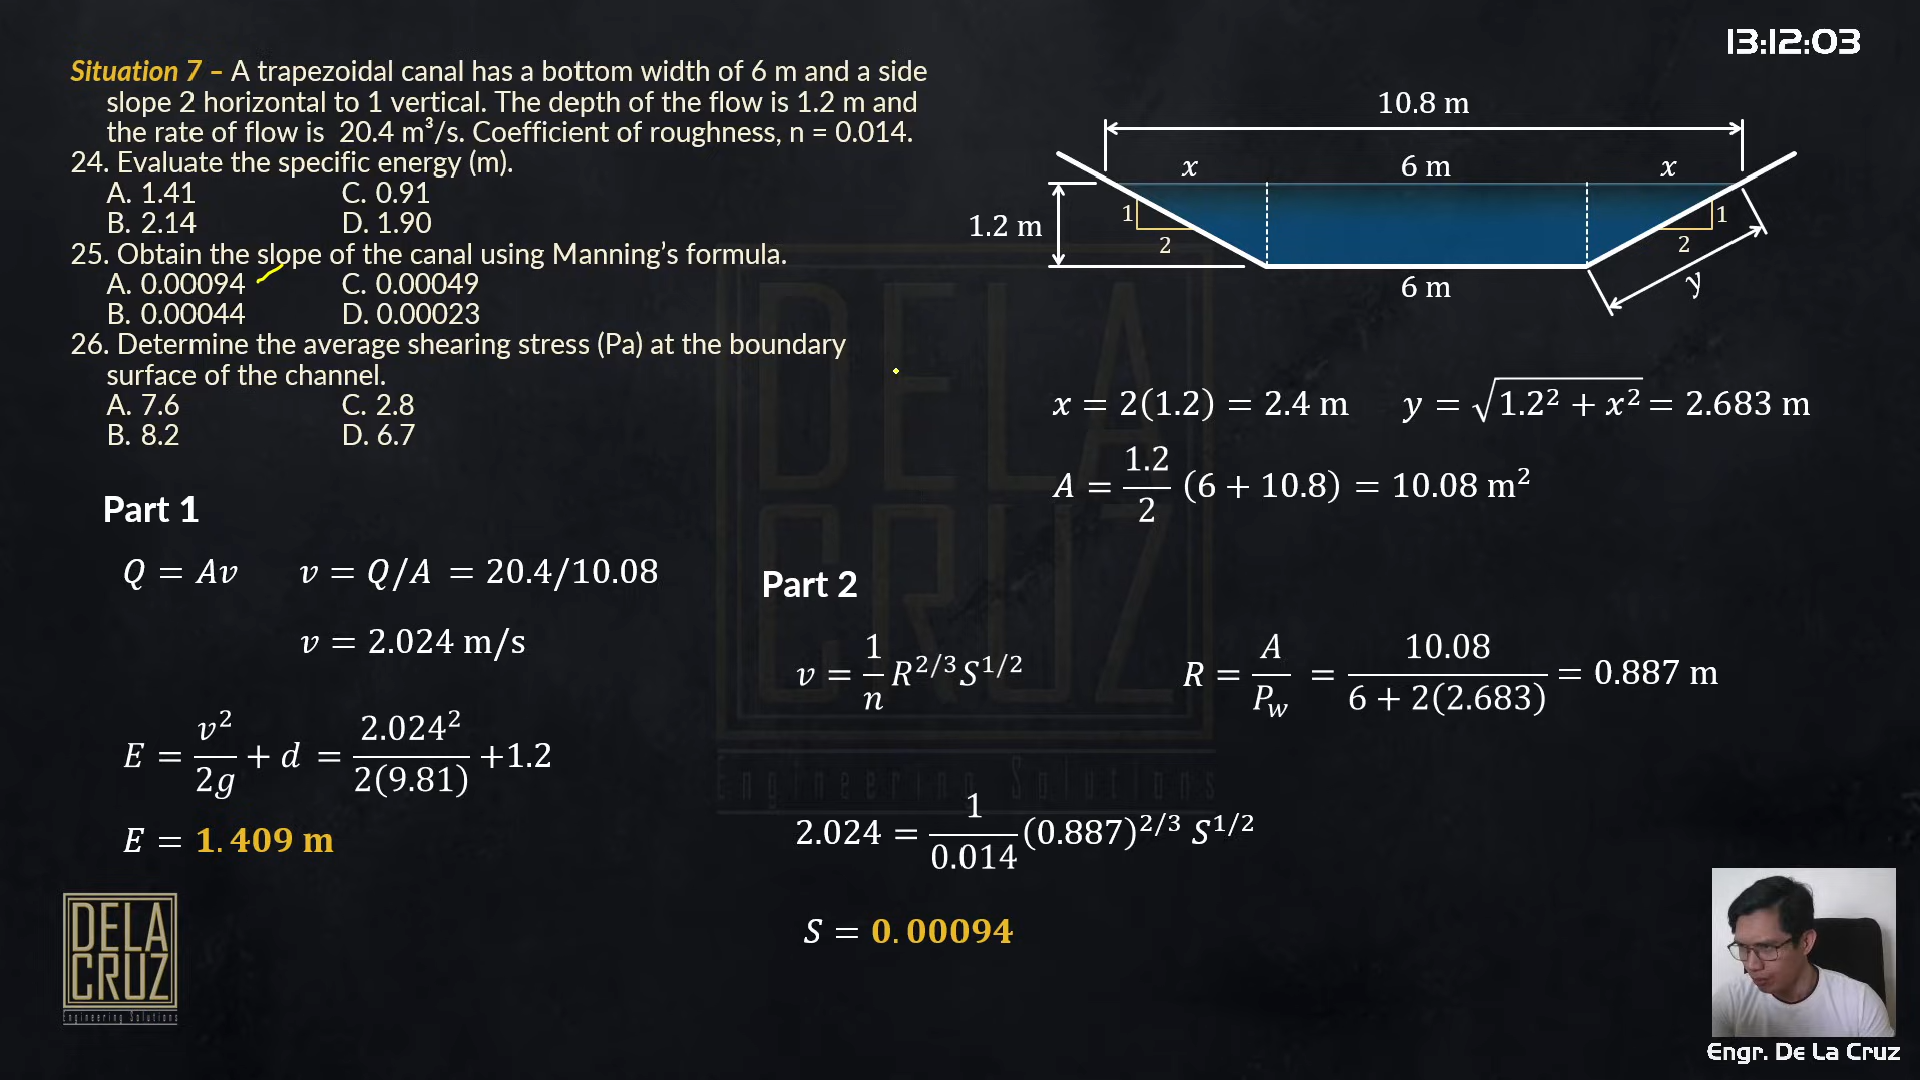 13:12:03
Situation 7 – A trapezoidal canal has a bottom width of 6 m and a side
slope 2 horizontal to 1 vertical. The depth of the flow is 1.2 m and
the rate of flow is 20.4 m³/s. Coefficient of roughness, n = 0.014.
24. Evaluate the specific energy (m).
A. 1.41 C. 0.91
B. 2.14 D. 1.90
25. Obtain the slope of the canal using Manning’s formula.
A. 0.00094 C. 0.00049
B. 0.00044 D. 0.00023
26. Determine the average shearing stress (Pa) at the boundary
surface of the channel.
A. 7.6 C. 2.8
B. 8.2 D. 6.7
10.8 m
x 6 m x
1.2 m
1
2
1
2
6 m
y
x = 2(1.2) = 2.4 m y = √(1.2² + x²) = 2.683 m
A = 1.2/2 (6 + 10.8) = 10.08 m²
Part 1
Q = Av v = Q/A = 20.4/10.08
v = 2.024 m/s
E = v²/2g + d = 2.024²/2(9.81) +1.2
E = 1.409 m
Part 2
v = 1/n R^2/3 S^1/2 R = A/P_w = 10.08/6 + 2(2.683) = 0.887 m
2.024 = 1/0.014 (0.887)^2/3 S^1/2
S = 0.00094
DELA
CRUZ
Engineering Solutions
DELA
CRUZ
Engineering Solutions
Engr. De La Cruz